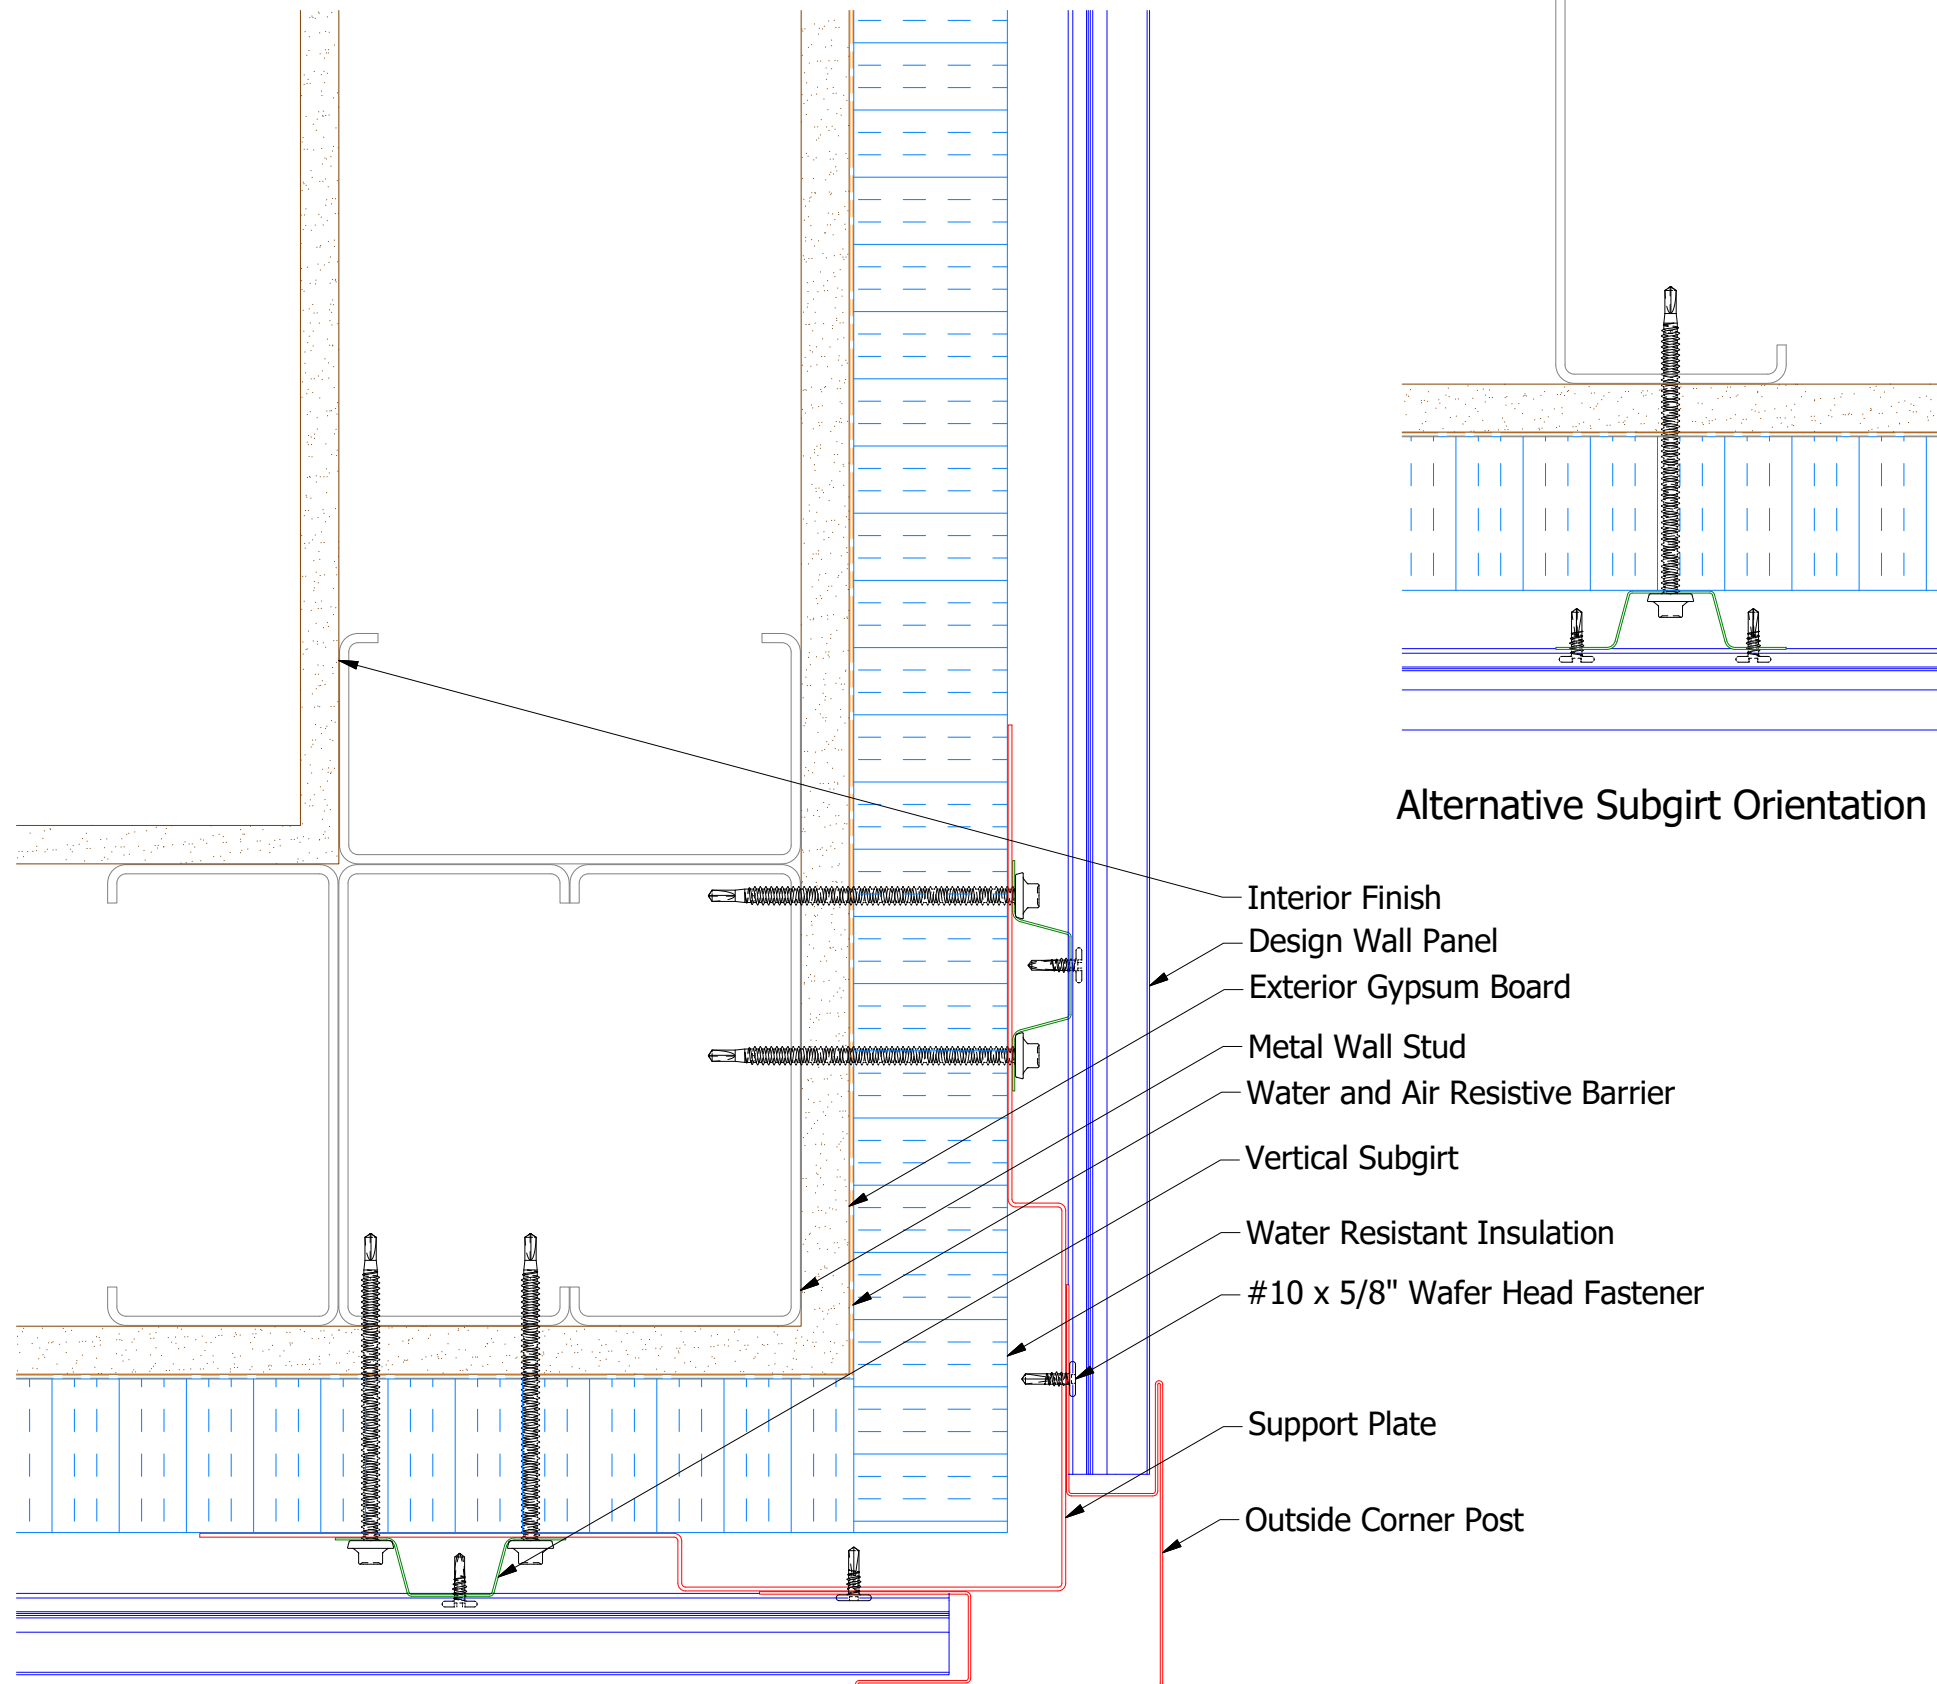 Alternative Subgirt Orientation
Interior Finish
Design Wall Panel
Exterior Gypsum Board
Metal Wall Stud
Water and Air Resistive Barrier
Vertical Subgirt
Water Resistant Insulation
#10 x 5/8" Wafer Head Fastener
Support Plate
Outside Corner Post